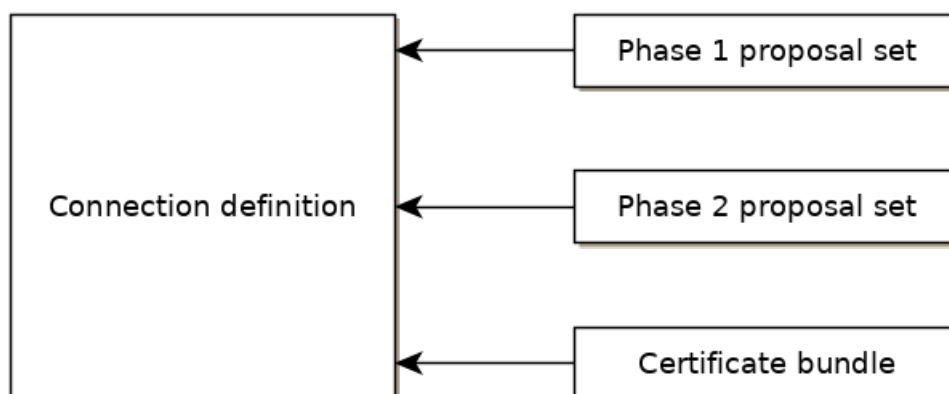 Phase 1 proposal set
Connection definition
Phase 2 proposal set
Certificate bundle